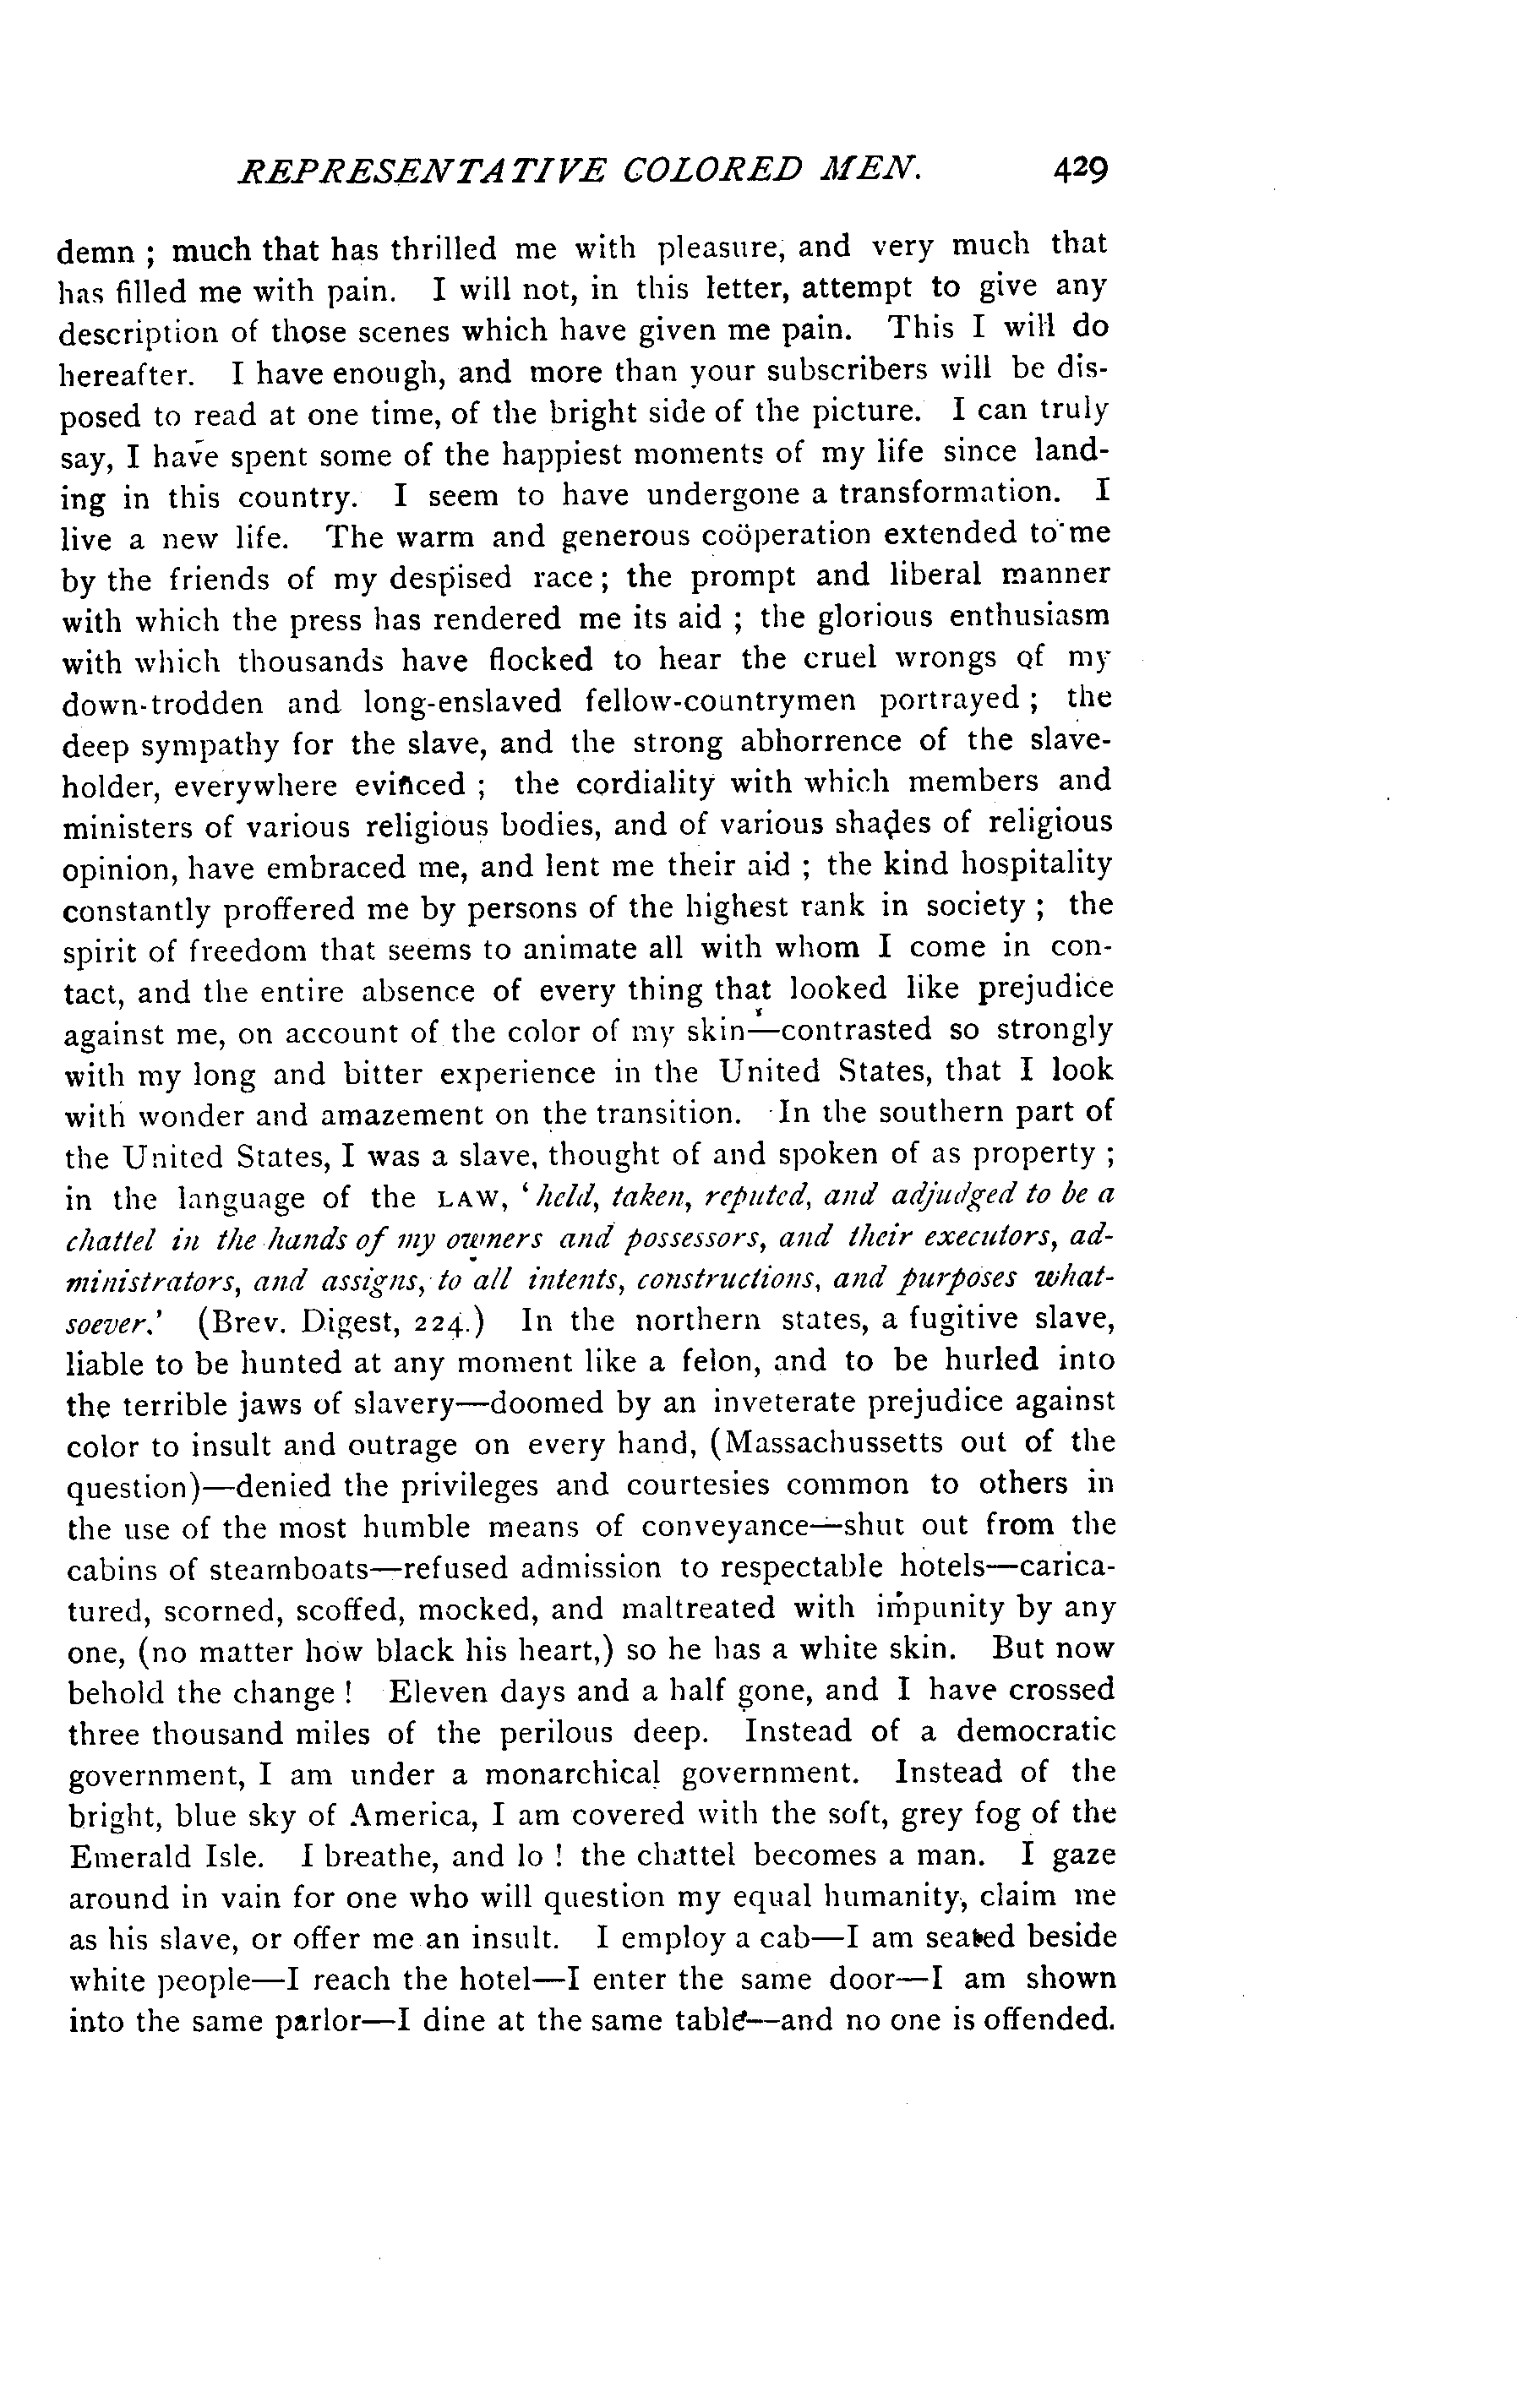 REPRESENTATIVE COLORED MEN. 429
demn ; much that has thrilled me with pleasure, and very much that
has filled me with pain. I will not, in this letter, attempt to give any
description of those scenes which have given me pain. This I will do
hereafter. I have enough, and more than your subscribers will be dis-
posed to read at one time, of the bright side of the picture. I can truly
say, I have spent some of the happiest moments of my life since land-
ing in this country. I seem to have undergone a transformation. I
live a new life. The warm and generous coöperation extended to me
by the friends of my despised race; the prompt and liberal manner
with which the press has rendered me its aid ; the glorious enthusiasm
with which thousands have flocked to hear the cruel wrongs of my
down-trodden and long-enslaved fellow-countrymen portrayed ; the
deep sympathy for the slave, and the strong abhorrence of the slave-
holder, everywhere evinced ; the cordiality with which members and
ministers of various religious bodies, and of various shades of religious
opinion, have embraced me, and lent me their aid ; the kind hospitality
constantly proffered me by persons of the highest rank in society ; the
spirit of freedom that seems to animate all with whom I come in con-
tact, and the entire absence of every thing that looked like prejudice
against me, on account of the color of my skin—contrasted so strongly
with my long and bitter experience in the United States, that I look
with wonder and amazement on the transition. In the southern part of
the United States, I was a slave, thought of and spoken of as property ;
in the language of the LAW, ‘held, taken, reputed, and adjudged to be a
chattel in the hands of my owners and possessors, and their executors, ad-
ministrators, and assigns, to all intents, constructions, and purposes what-
soever.’ (Brev. Digest, 224.) In the northern states, a fugitive slave,
liable to be hunted at any moment like a felon, and to be hurled into
the terrible jaws of slavery—doomed by an inveterate prejudice against
color to insult and outrage on every hand, (Massachussetts out of the
question)—denied the privileges and courtesies common to others in
the use of the most humble means of conveyance—shut out from the
cabins of steamboats—refused admission to respectable hotels—carica-
tured, scorned, scoffed, mocked, and maltreated with impunity by any
one, (no matter how black his heart,) so he has a white skin. But now
behold the change ! Eleven days and a half gone, and I have crossed
three thousand miles of the perilous deep. Instead of a democratic
government, I am under a monarchical government. Instead of the
bright, blue sky of America, I am covered with the soft, grey fog of the
Emerald Isle. I breathe, and lo ! the chattel becomes a man. I gaze
around in vain for one who will question my equal humanity, claim me
as his slave, or offer me an insult. I employ a cab—I am seated beside
white people—I reach the hotel—I enter the same door—I am shown
into the same parlor—I dine at the same table—and no one is offended.